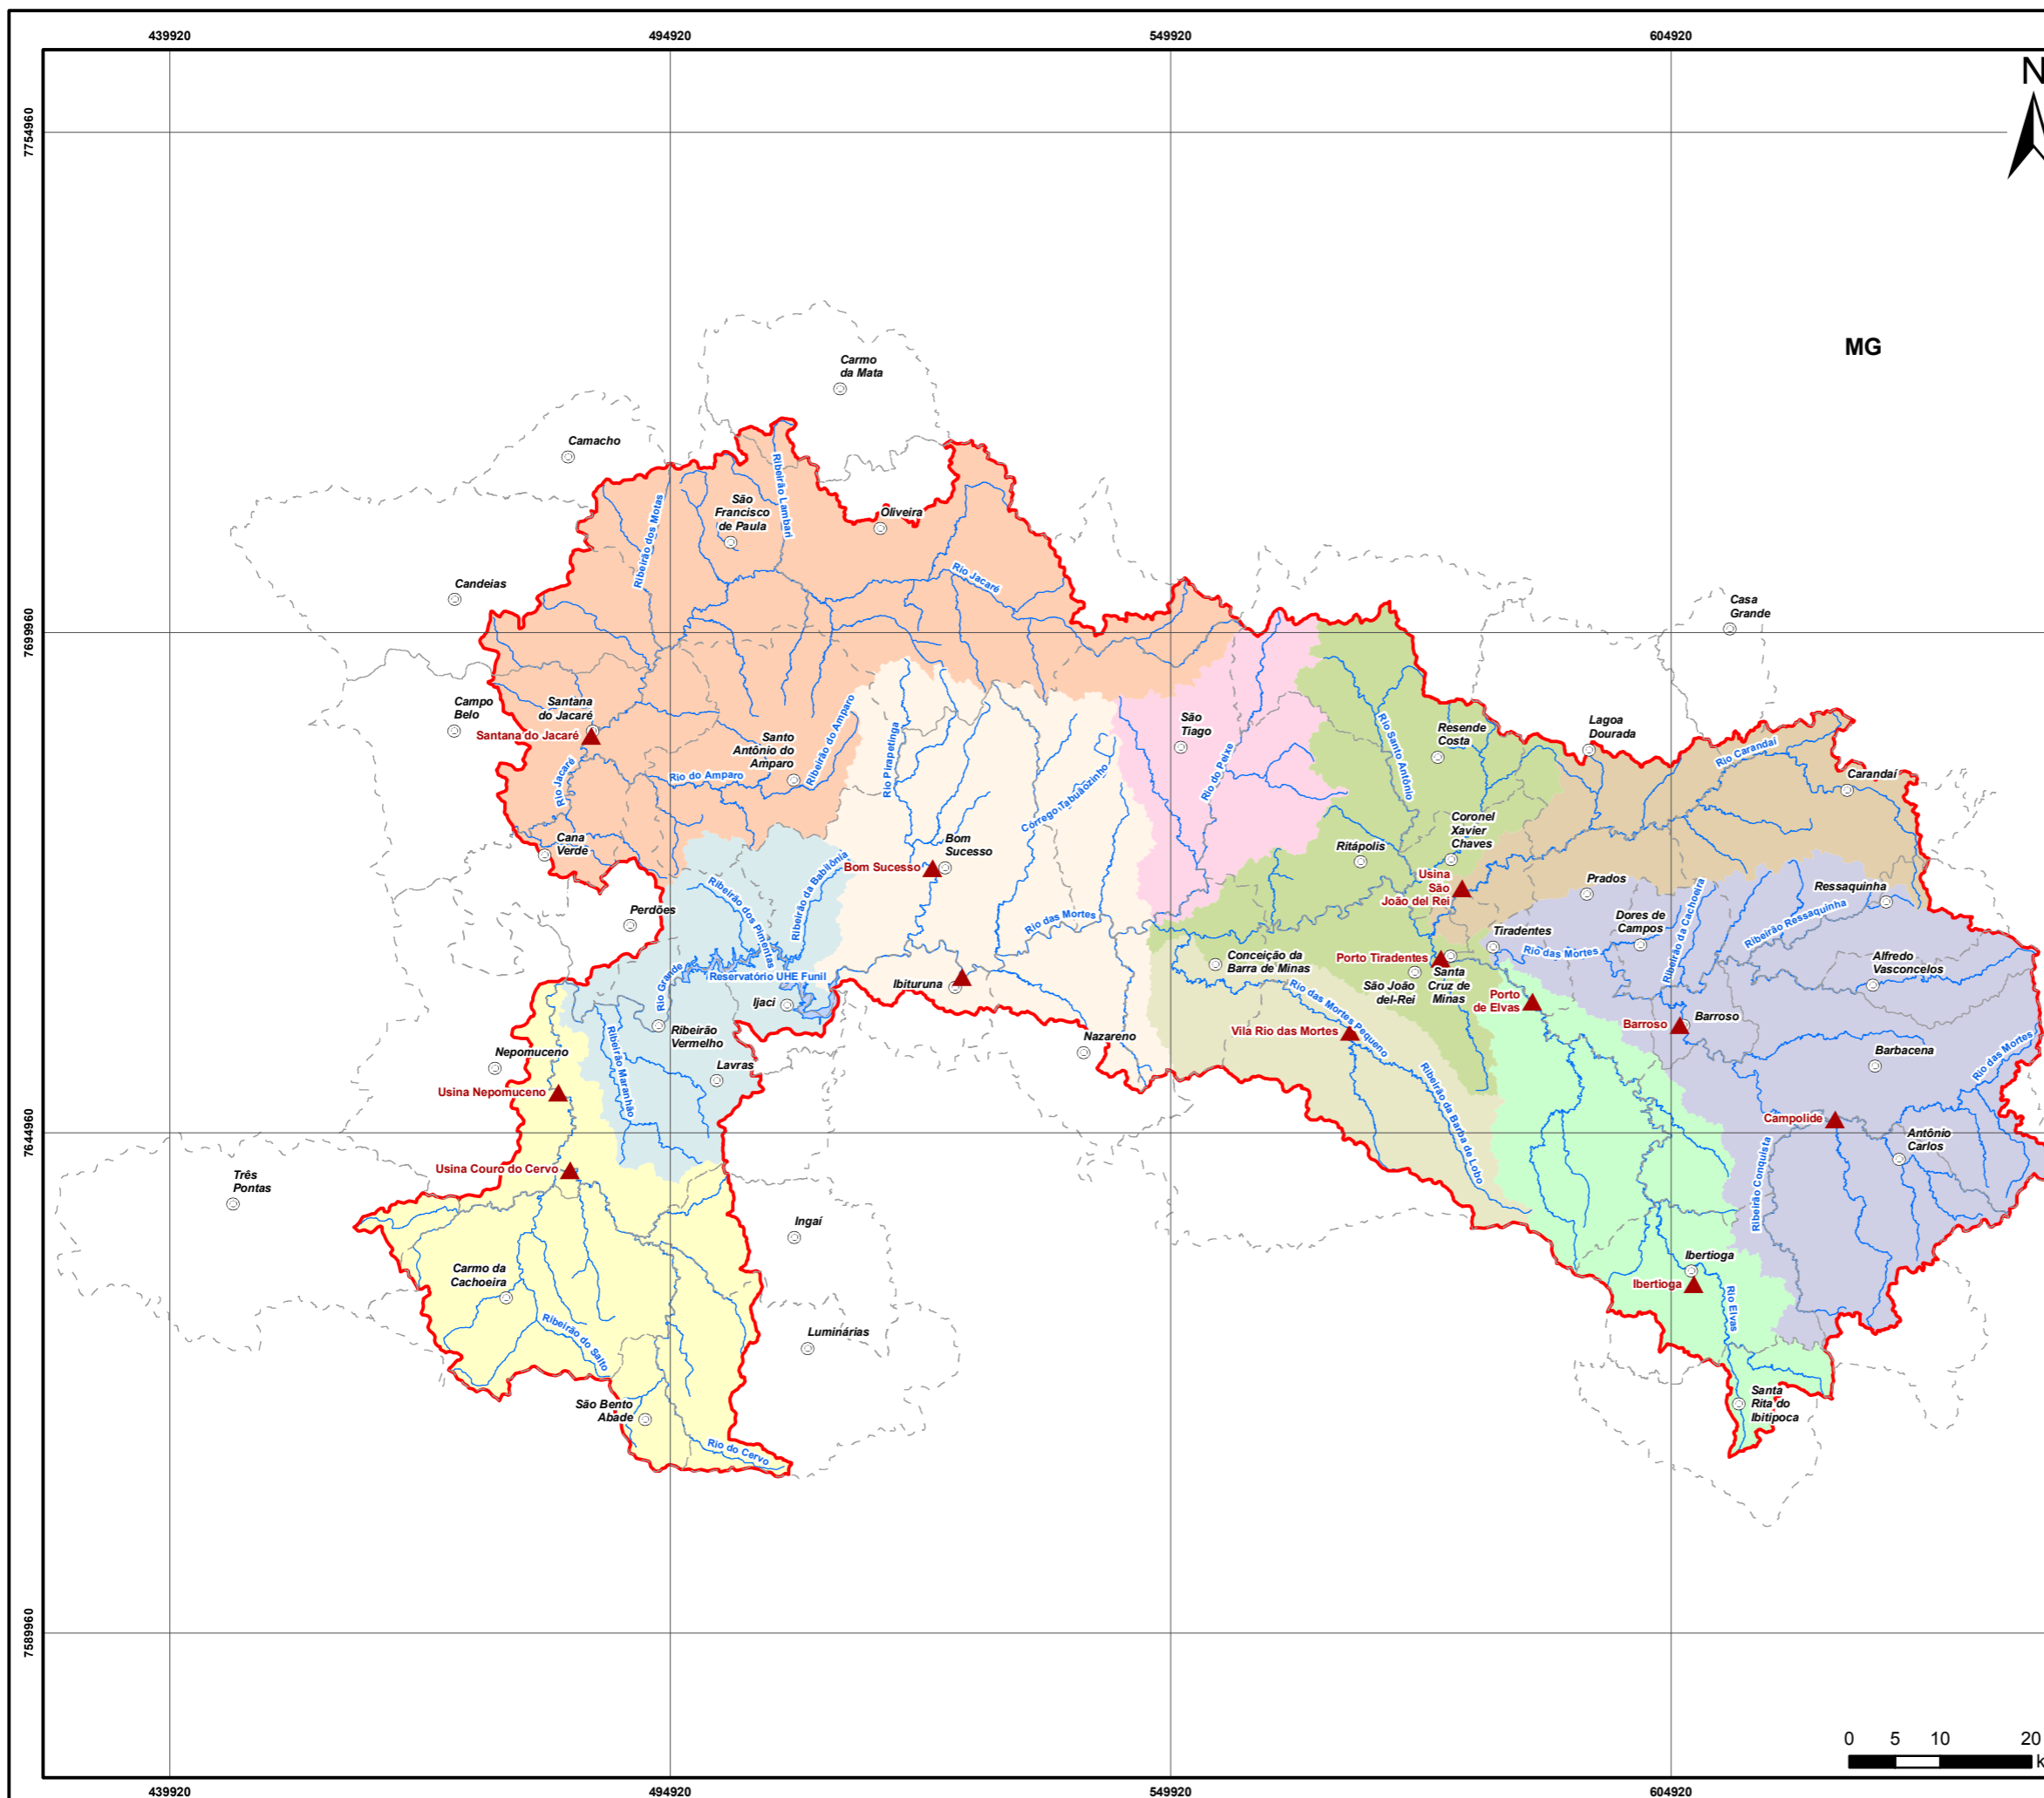 439920
494920
549920
604920
N
7754960
MG
Carmo
da Mata
Camacho
Ribeirão Lambari
Ribeirão dos Motas
São
Francisco
de Paula
Oliveira
Rio Jacaré
Candeias
Casa
Grande
7699960
Campo
Belo
Santana
do Jacaré
Santana do Jacaré
Rio Jacaré
Santo
Antônio do
Amparo
Rio do Amparo
Ribeirão do Amparo
Rio Pirapetinga
Córrego Tabuãozinho
São
Tiago
Rio do Peixe
Rio Santo Antônio
Resende
Costa
Lagoa
Dourada
Rio Carandaí
Carandaí
Cana
Verde
Bom
Sucesso
Bom Sucesso
Ritápolis
Coronel
Xavier
Chaves
Usina
São
João del Rei
Prados
Ressaquinha
Ribeirão Ressaquinha
Ribeirão da Babilônia
Ribeirão dos Pimentas
Perdões
Rio das Mortes
Dores de
Campos
Ribeirão da Cachoeira
Tiradentes
Rio das Mortes
Conceição da
Barra de Minas
Porto Tiradentes
Santa
Cruz de
Minas
São João
del-Rei
Alfredo
Vasconcelos
Rio Grande
Reservatório UHE Funil
Ijaci
Ibituruna
Rio das Mortes Pequeno
Porto
de Elvas
Ribeirão
Vermelho
Vila Rio das Mortes
Barroso
Barroso
Nazareno
Nepomuceno
Ribeirão Maranhão
Lavras
Usina Nepomuceno
Ribeirão da Barba de Lobo
Barbacena
Rio das Mortes
Campolide
7644960
Antônio
Carlos
Ribeirão Conquista
Usina Couro do Cervo
Três
Pontas
Ingaí
Carmo da
Cachoeira
Ibertioga
Ibertioga
Rio Elvas
Ribeirão do Salto
Luminárias
São Bento
Abade
Santa
Rita do
Ibitipoca
Rio do Cervo
7589960
0 5 10 20
439920
494920
549920
604920